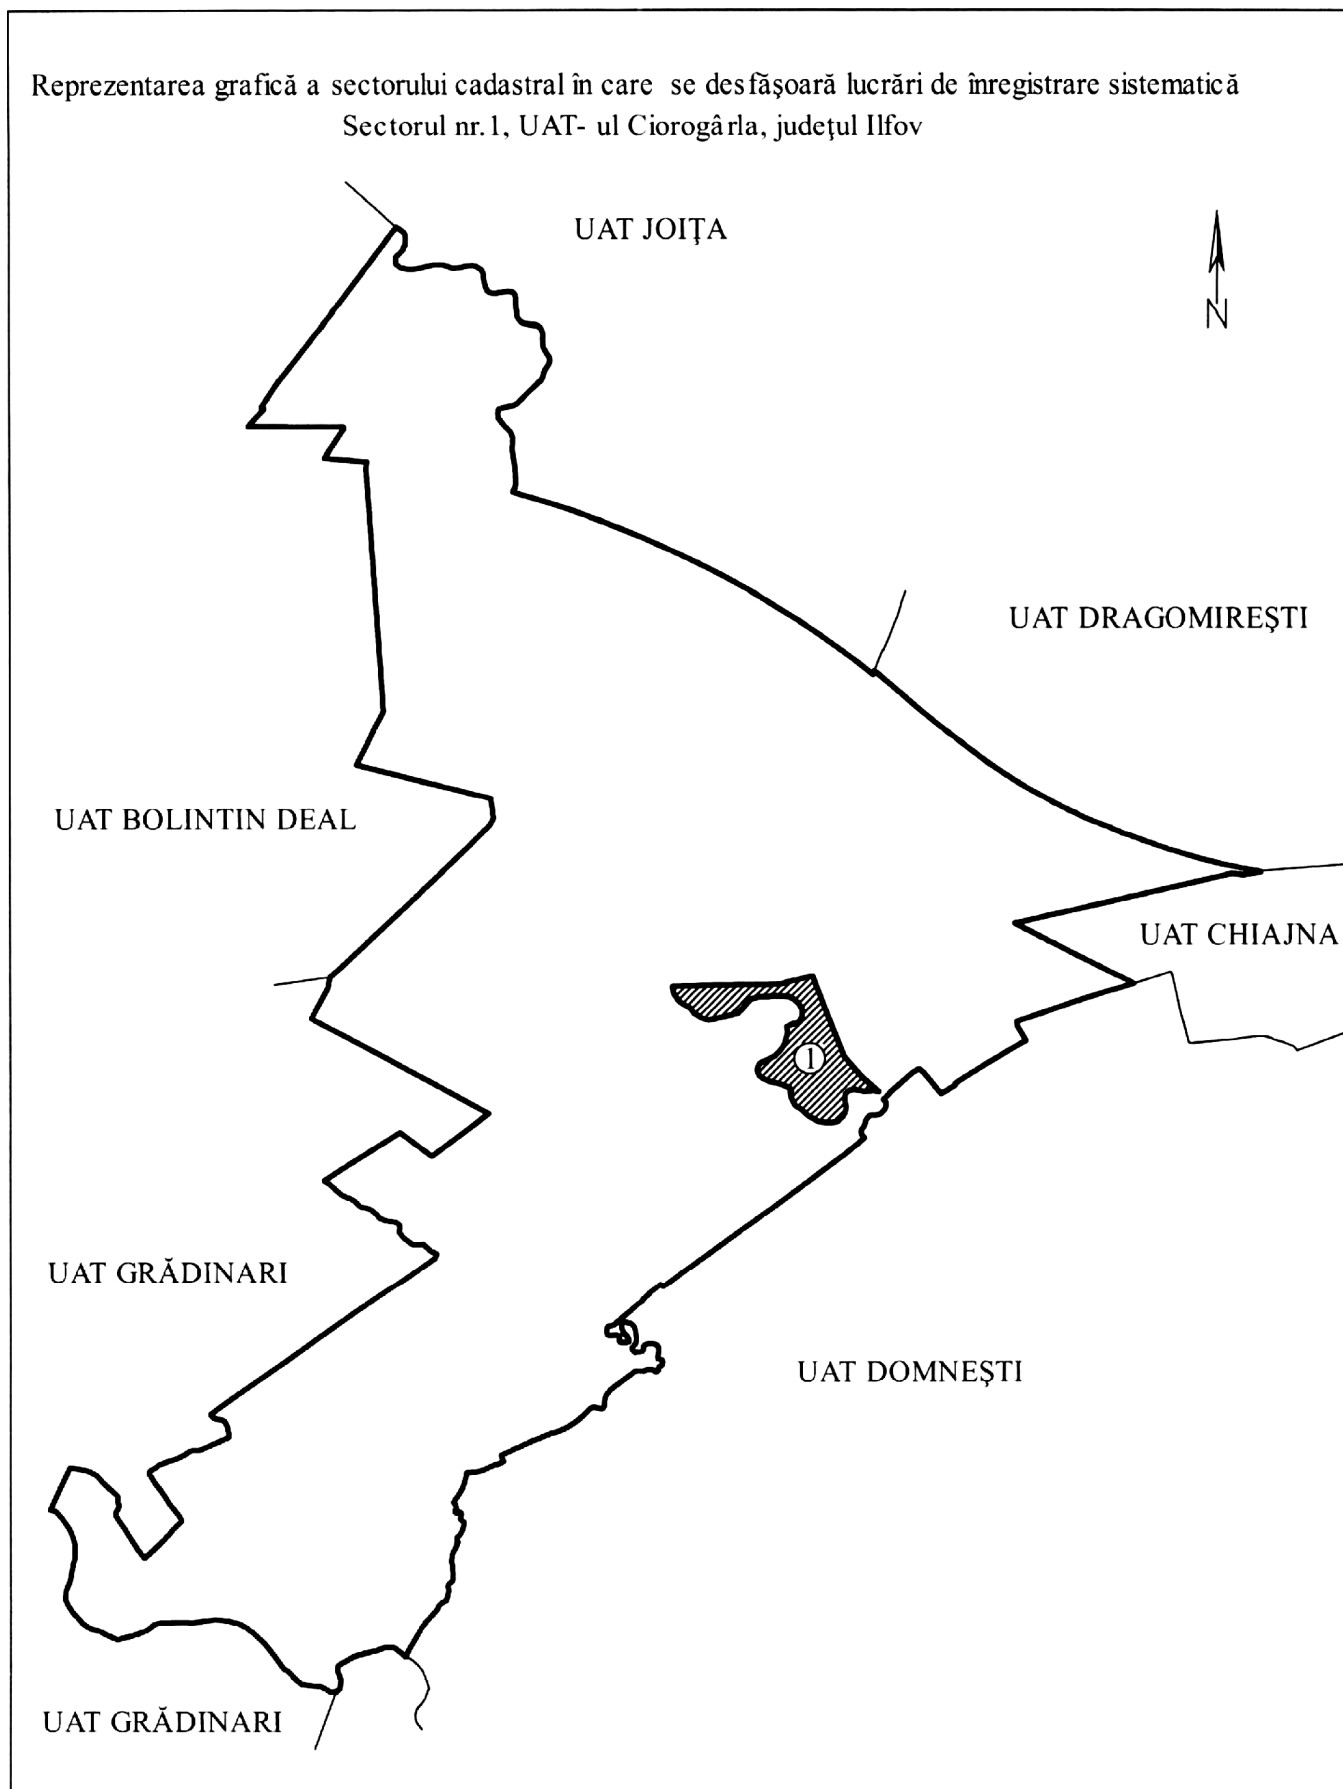 Reprezentarea grafică a sectorului cadastral în care se desfăşoară lucrări de înregistrare sistematică
Sectorul nr.1, UAT- ul Ciorogârla, judeţul Ilfov
UAT JOIŢA
N
UAT DRAGOMIREŞTI
UAT BOLINTIN DEAL
UAT CHIAJNA
1
UAT GRĂDINARI
UAT DOMNEŞTI
UAT GRĂDINARI